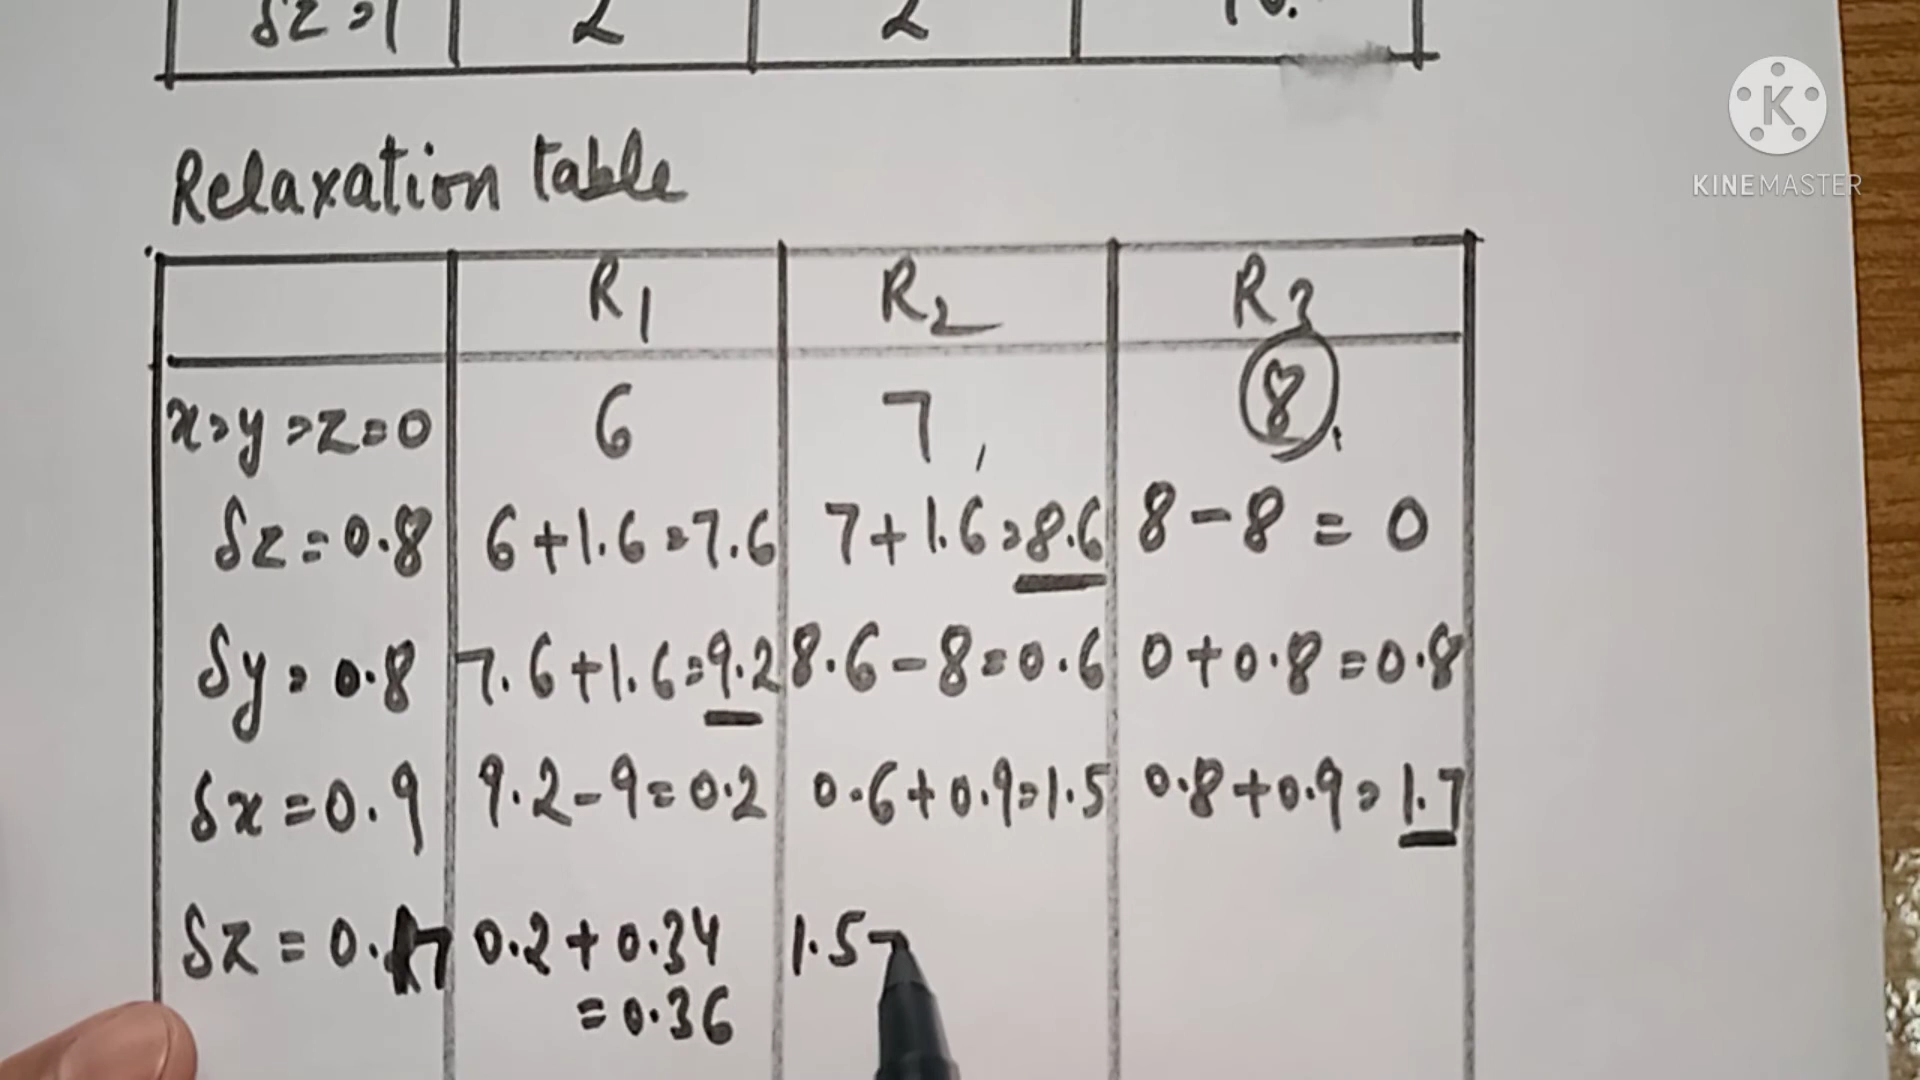 δz=1 2 2
Relaxation table
R1 R2 R3
x=y=z=0 6 7, 8.
δz=0.8 6+1.6=7.6 7+1.6=8.6 8-8=0
δy=0.8 7.6+1.6=9.2 8.6-8=0.6 0+0.8=0.8
δx=0.9 9.2-9=0.2 0.6+0.9=1.5 0.8+0.9=1.7
δz=0.17 0.2+0.34 1.5
=0.36
K
KINEMASTER